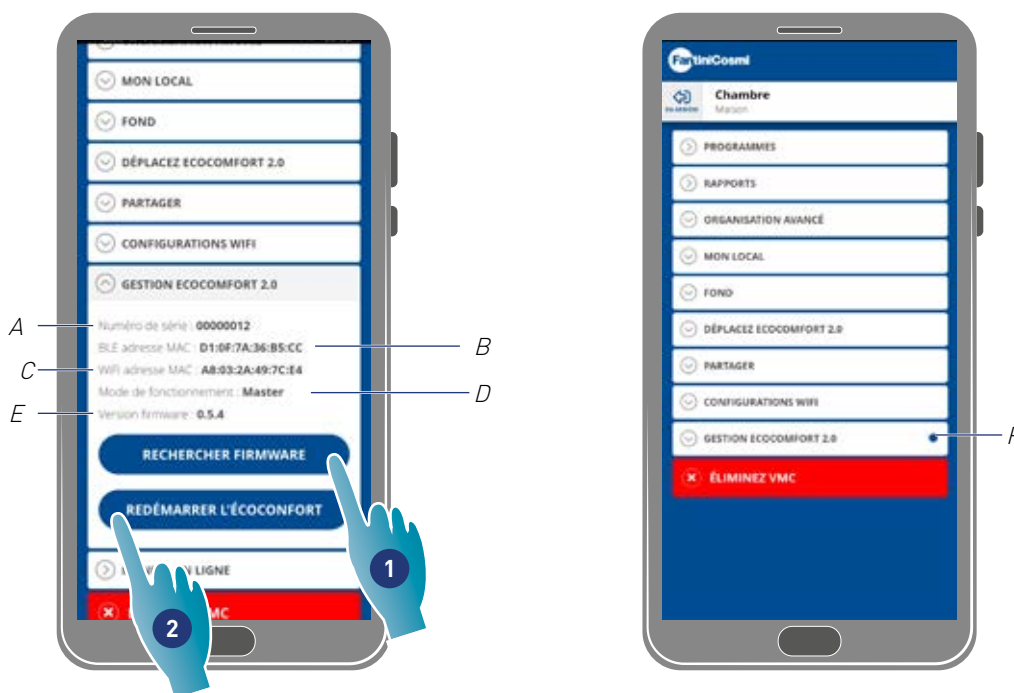 MON LOCAL
FOND
DÉPLACEZ ECOCOMFORT 2.0
PARTAGER
CONFIGURATIONS WIFI
GESTION ECOCOMFORT 2.0
A
Numéro de série : 00000012
BLE adresse MAC : D1:0F:7A:36:B5:CC
B
C
WiFi adresse MAC : A8:03:2A:49:7C:E4
Mode de fonctionnement : Master
D
E
Version firmware : 0.5.4
RECHERCHER FIRMWARE
REDÉMARRER L'ÉCOCONFORT
1
LIGNE
MC
2
FantiniCosmi
Chambre
Maison
PROGRAMMES
RAPPORTS
ORGANISATION AVANCÉ
MON LOCAL
FOND
DÉPLACEZ ECOCOMFORT 2.0
PARTAGER
CONFIGURATIONS WIFI
GESTION ECOCOMFORT 2.0
ÉLIMINEZ VMC